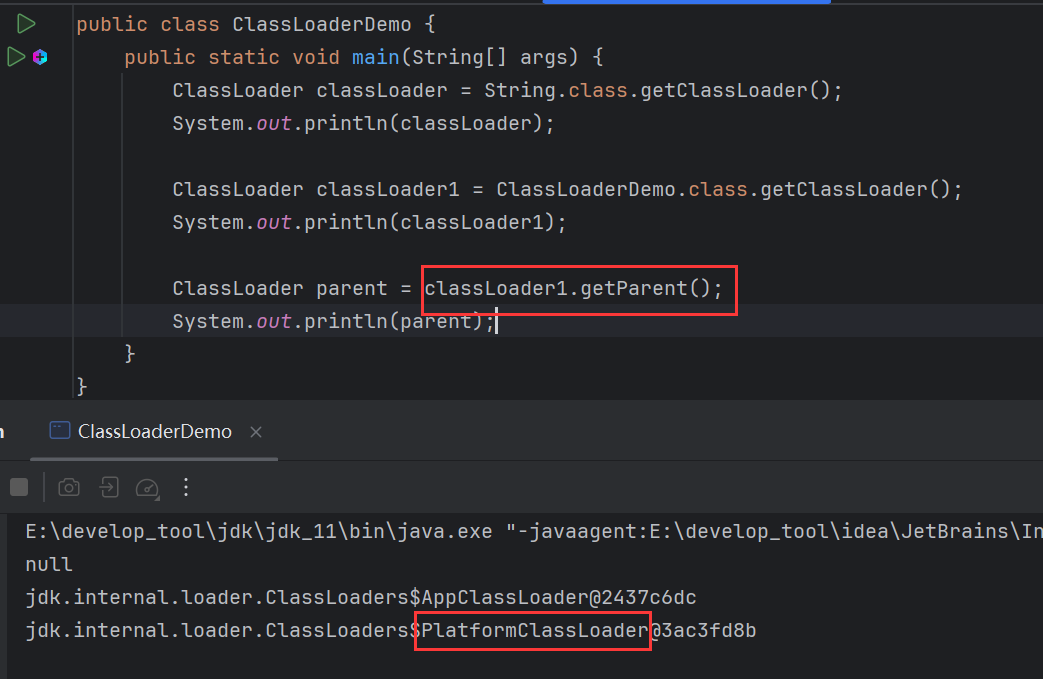 public class ClassLoaderDemo {
    public static void main(String[] args) {
        ClassLoader classLoader = String.class.getClassLoader();
        System.out.println(classLoader);

        ClassLoader classLoader1 = ClassLoaderDemo.class.getClassLoader();
        System.out.println(classLoader1);

        ClassLoader parent = classLoader1.getParent();
        System.out.println(parent);
    }
}
ClassLoaderDemo
E:\develop_tool\jdk\jdk_11\bin\java.exe "-javaagent:E:\develop_tool\idea\JetBrains\In
null
jdk.internal.loader.ClassLoaders$AppClassLoader@2437c6dc
jdk.internal.loader.ClassLoaders$PlatformClassLoader@3ac3fd8b